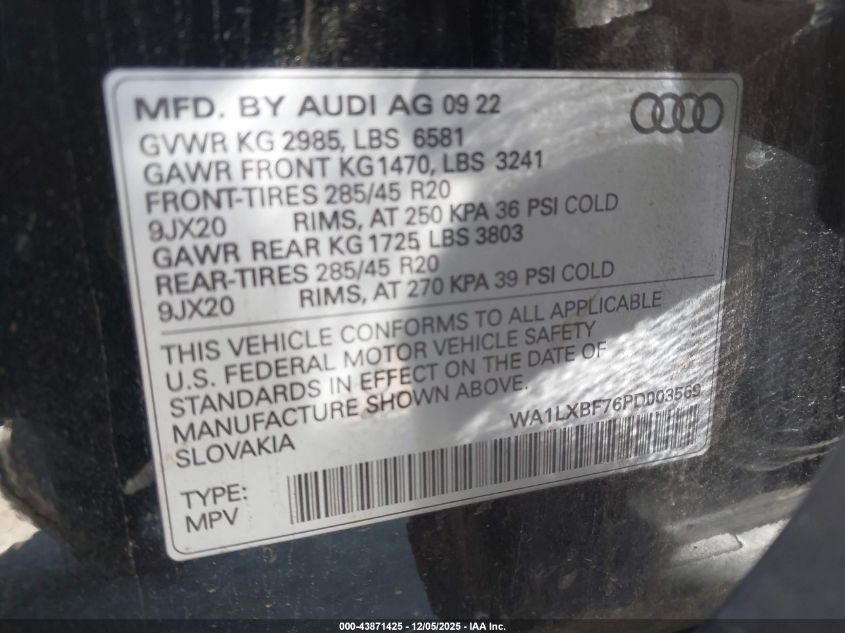 MFD. BY AUDI AG 09 22
GVWR KG 2985, LBS 6581
GAWR FRONT KG1470, LBS 3241
FRONT-TIRES 285/45 R20
9JX20 RIMS, AT 250 KPA 36 PSI COLD
GAWR REAR KG 1725 LBS 3803
REAR-TIRES 285/45 R20
9JX20 RIMS, AT 270 KPA 39 PSI COLD
THIS VEHICLE CONFORMS TO ALL APPLICABLE
U.S. FEDERAL MOTOR VEHICLE SAFETY
STANDARDS IN EFFECT ON THE DATE OF
MANUFACTURE SHOWN ABOVE.
SLOVAKIA
WA1LXBF76PD003569
TYPE:
MPV
000-43871425 - 12/05/2025 - IAA Inc.